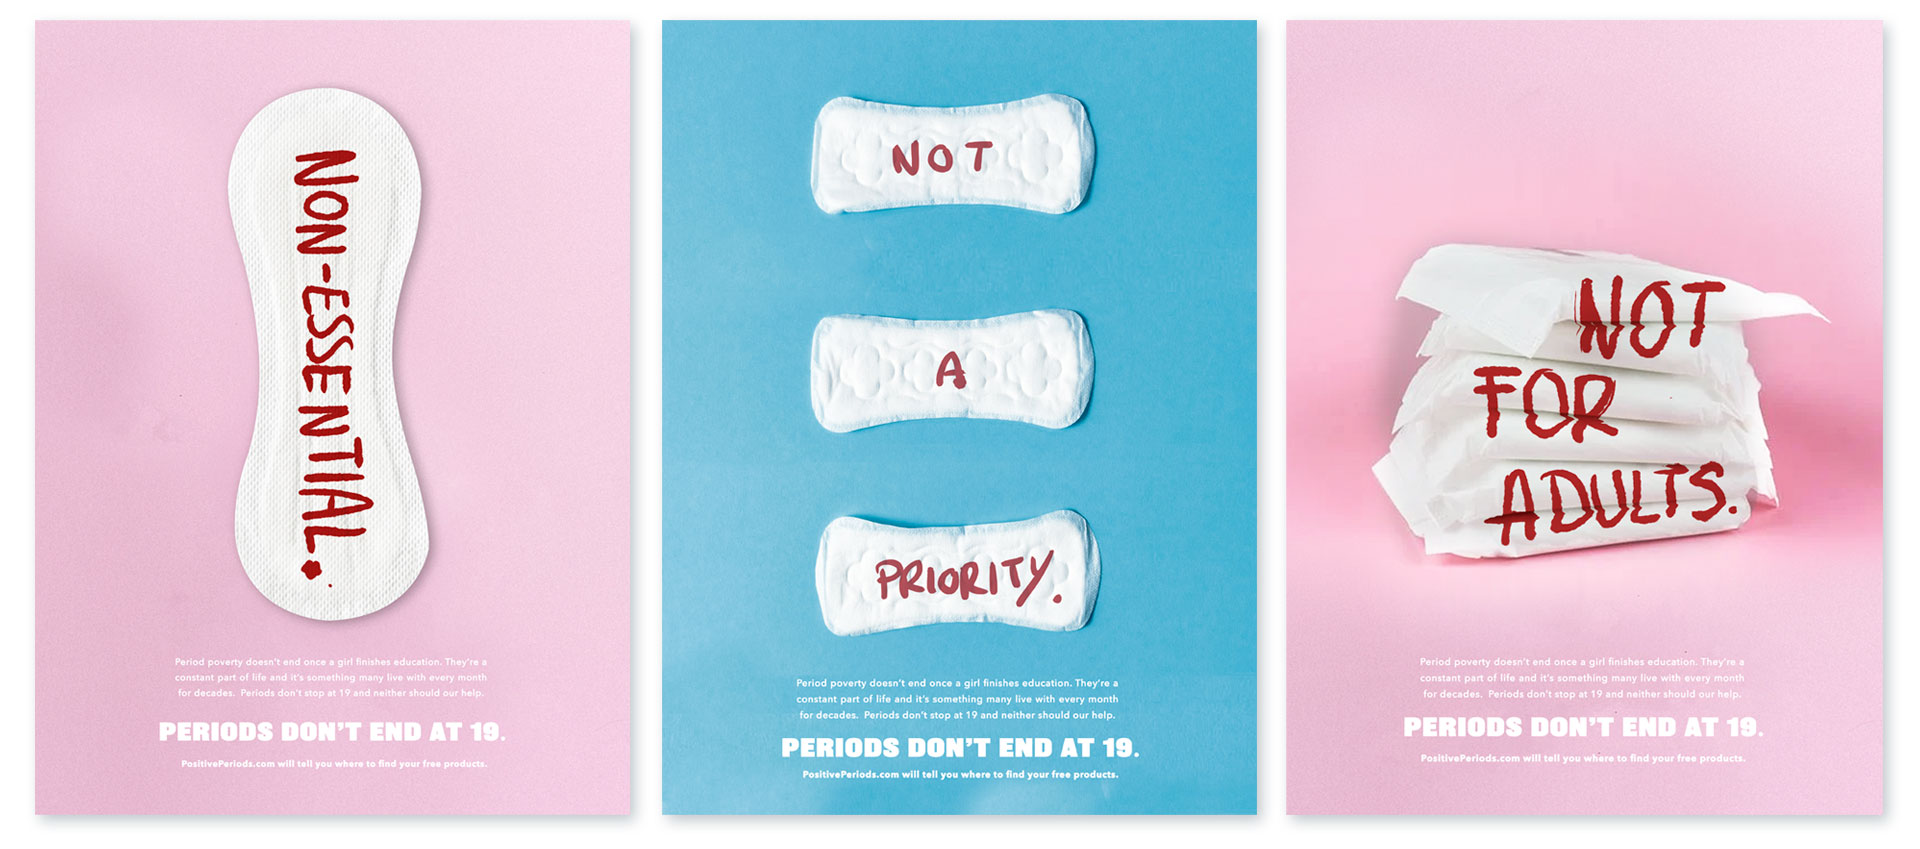 NON-ESSENTIAL.
Period poverty doesn't end once a girl finishes education. They're a
constant part of life and it's something many live with every month
for decades.  Periods don't stop at 19 and neither should our help.
PERIODS DON'T END AT 19.
PositivePeriods.com will tell you where to find your free products.
NOT
A
PRIORITY.
Period poverty doesn't end once a girl finishes education. They're a
constant part of life and it's something many live with every month
for decades.  Periods don't stop at 19 and neither should our help.
PERIODS DON'T END AT 19.
PositivePeriods.com will tell you where to find your free products.
NOT
FOR
ADULTS.
Period poverty doesn't end once a girl finishes education. They're a
constant part of life and it's something many live with every month
for decades.  Periods don't stop at 19 and neither should our help.
PERIODS DON'T END AT 19.
PositivePeriods.com will tell you where to find your free products.